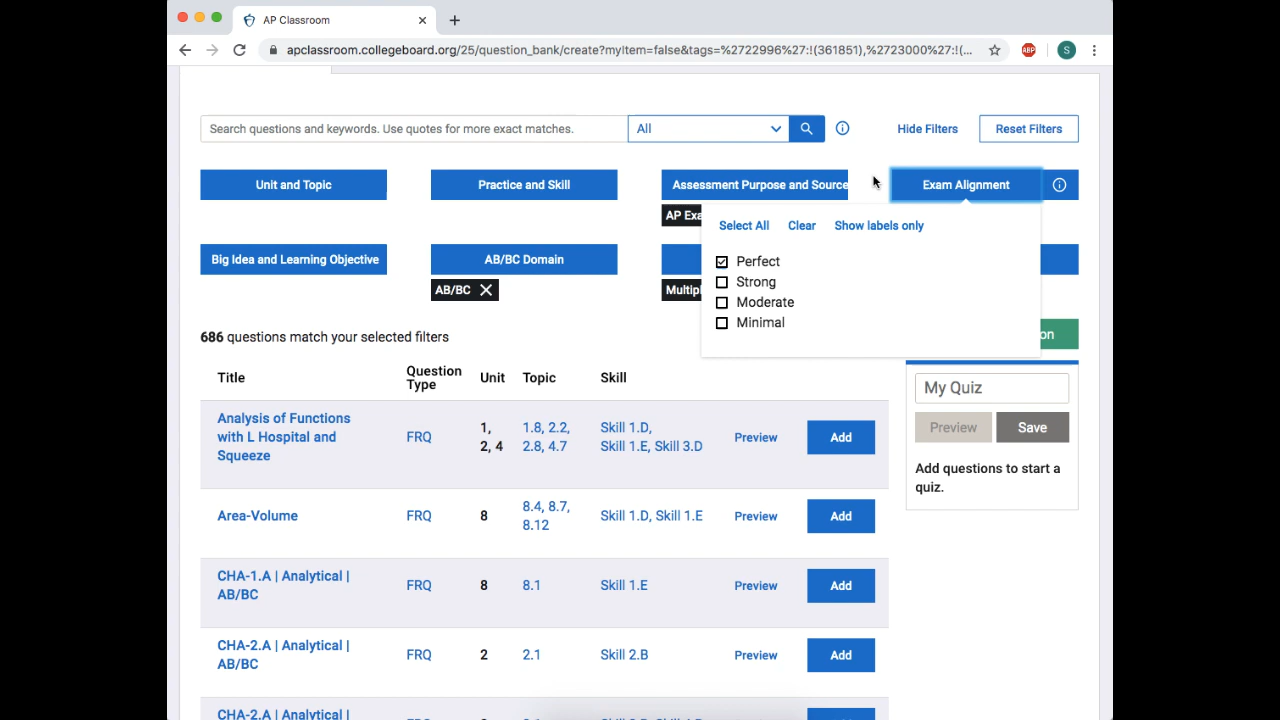 AP Classroom
apclassroom.collegeboard.org/25/question_bank/create?myItem=false&tags=%2722996%27:!(361851),%2723000%27:!(...
ABP
S
Search questions and keywords. Use quotes for more exact matches.
All
Hide Filters
Reset Filters
Unit and Topic
Practice and Skill
Assessment Purpose and Source
Exam Alignment
AP Exa
Select All
Clear
Show labels only
Perfect
Strong
Moderate
Minimal
Big Idea and Learning Objective
AB/BC Domain
AB/BC
Multipl
686 questions match your selected filters
on
Title
Question
Type
Unit
Topic
Skill
My Quiz
Preview
Save
Add questions to start a
quiz.
Analysis of Functions
with L Hospital and
Squeeze
FRQ
1,
2, 4
1.8, 2.2,
2.8, 4.7
Skill 1.D,
Skill 1.E, Skill 3.D
Preview
Add
Area-Volume
FRQ
8
8.4, 8.7,
8.12
Skill 1.D, Skill 1.E
Preview
Add
CHA-1.A | Analytical |
AB/BC
FRQ
8
8.1
Skill 1.E
Preview
Add
CHA-2.A | Analytical |
AB/BC
FRQ
2
2.1
Skill 2.B
Preview
Add
CHA-2.A | Analytical |